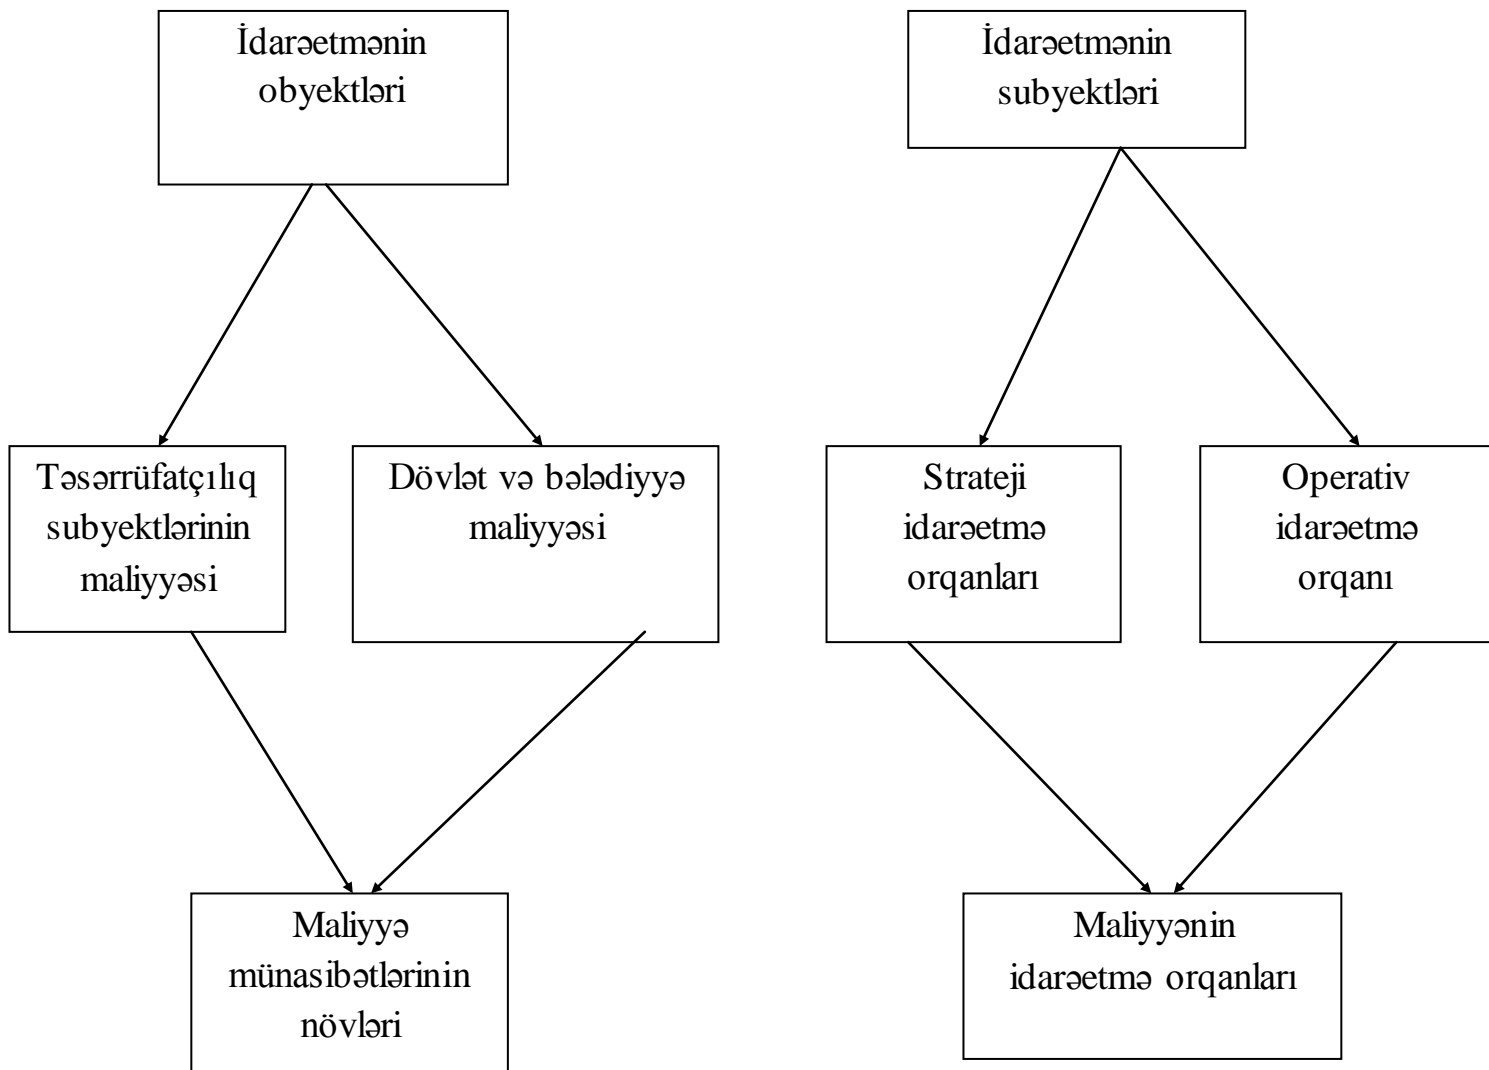 İdarəetmənin
obyektləri
İdarəetmənin
subyektləri
Təsərrüfatçılıq
subyektlərinin
maliyyəsi
Dövlət və bələdiyyə
maliyyəsi
Strateji
idarəetmə
orqanları
Operativ
idarəetmə
orqanı
Maliyyə
münasibətlərinin
növləri
Maliyyənin
idarəetmə orqanları